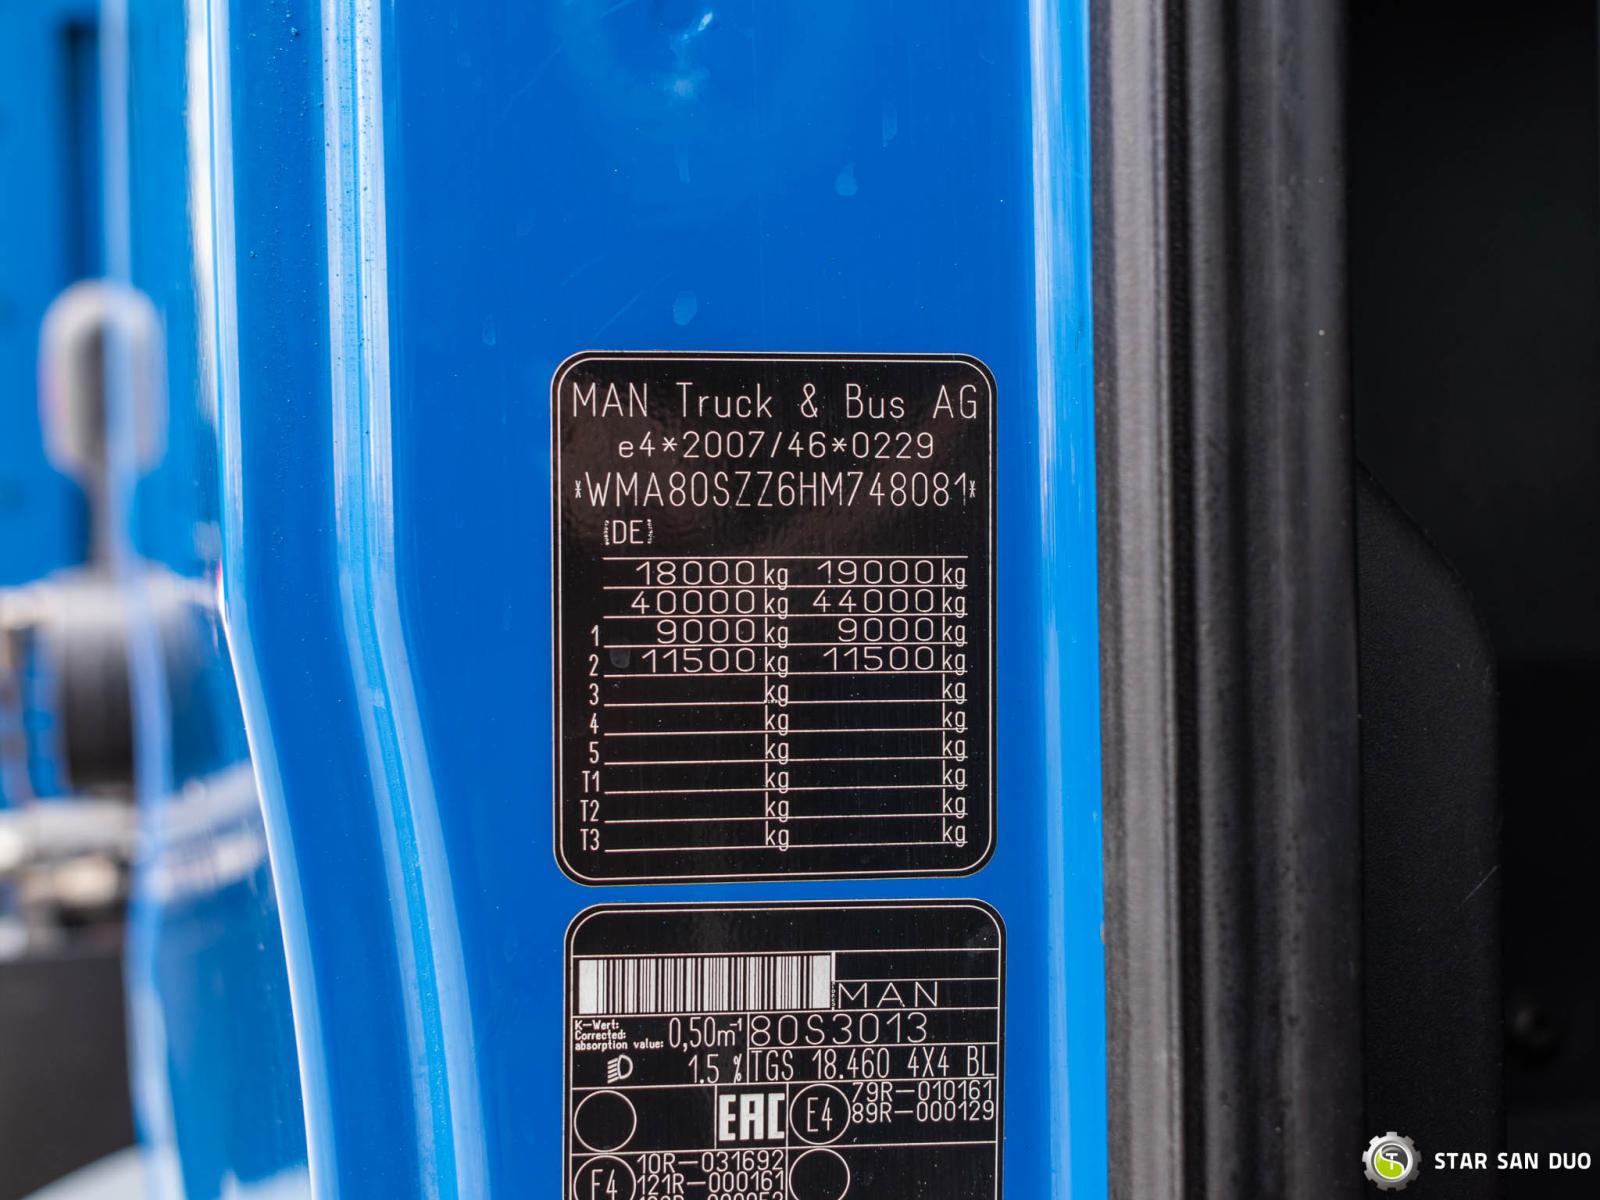 MAN Truck & Bus AG
e4*2007/46*0229
*WMA80SZZ6HM748081*
DE
18000 kg 19000 kg
40000 kg 44000 kg
1 9000 kg 9000 kg
2 11500 kg 11500 kg
3 kg kg
4 kg kg
5 kg kg
T1 kg kg
T2 kg kg
T3 kg kg
MAN
K-Wert:
Corrected:
absorption value: 0,50m⁻¹
80S3013
1.5 %
TGS 18.460 4X4 BL
EAC
E4
79R-010161
89R-000129
E4
10R-031692
121R-000161
STAR SAN DUO